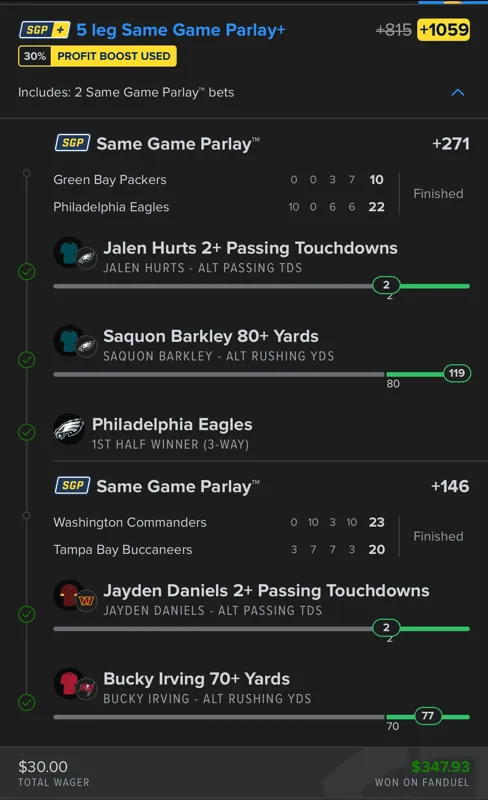 SGP + 5 leg Same Game Parlay+ +815 +1059
30% PROFIT BOOST USED
Includes: 2 Same Game Parlay™ bets
SGP Same Game Parlay™ +271
Green Bay Packers 0 0 3 7 10
Finished
Philadelphia Eagles 10 0 6 6 22
Jalen Hurts 2+ Passing Touchdowns
JALEN HURTS - ALT PASSING TDS
2
2
Saquon Barkley 80+ Yards
SAQUON BARKLEY - ALT RUSHING YDS
119
80
Philadelphia Eagles
1ST HALF WINNER (3-WAY)
SGP Same Game Parlay™ +146
Washington Commanders 0 10 3 10 23
Finished
Tampa Bay Buccaneers 3 7 7 3 20
Jayden Daniels 2+ Passing Touchdowns
JAYDEN DANIELS - ALT PASSING TDS
2
2
Bucky Irving 70+ Yards
BUCKY IRVING - ALT RUSHING YDS
77
70
$30.00 $347.93
TOTAL WAGER WON ON FANDUEL